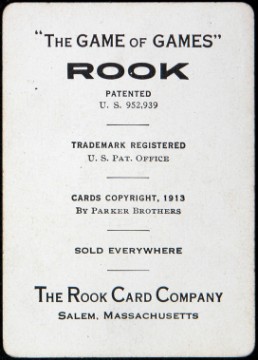 "THE GAME OF GAMES"
ROOK
PATENTED
U. S. 952,939
TRADEMARK REGISTERED
U. S. PAT. OFFICE
CARDS COPYRIGHT, 1913
BY PARKER BROTHERS
SOLD EVERYWHERE
THE ROOK CARD COMPANY
SALEM, MASSACHUSETTS